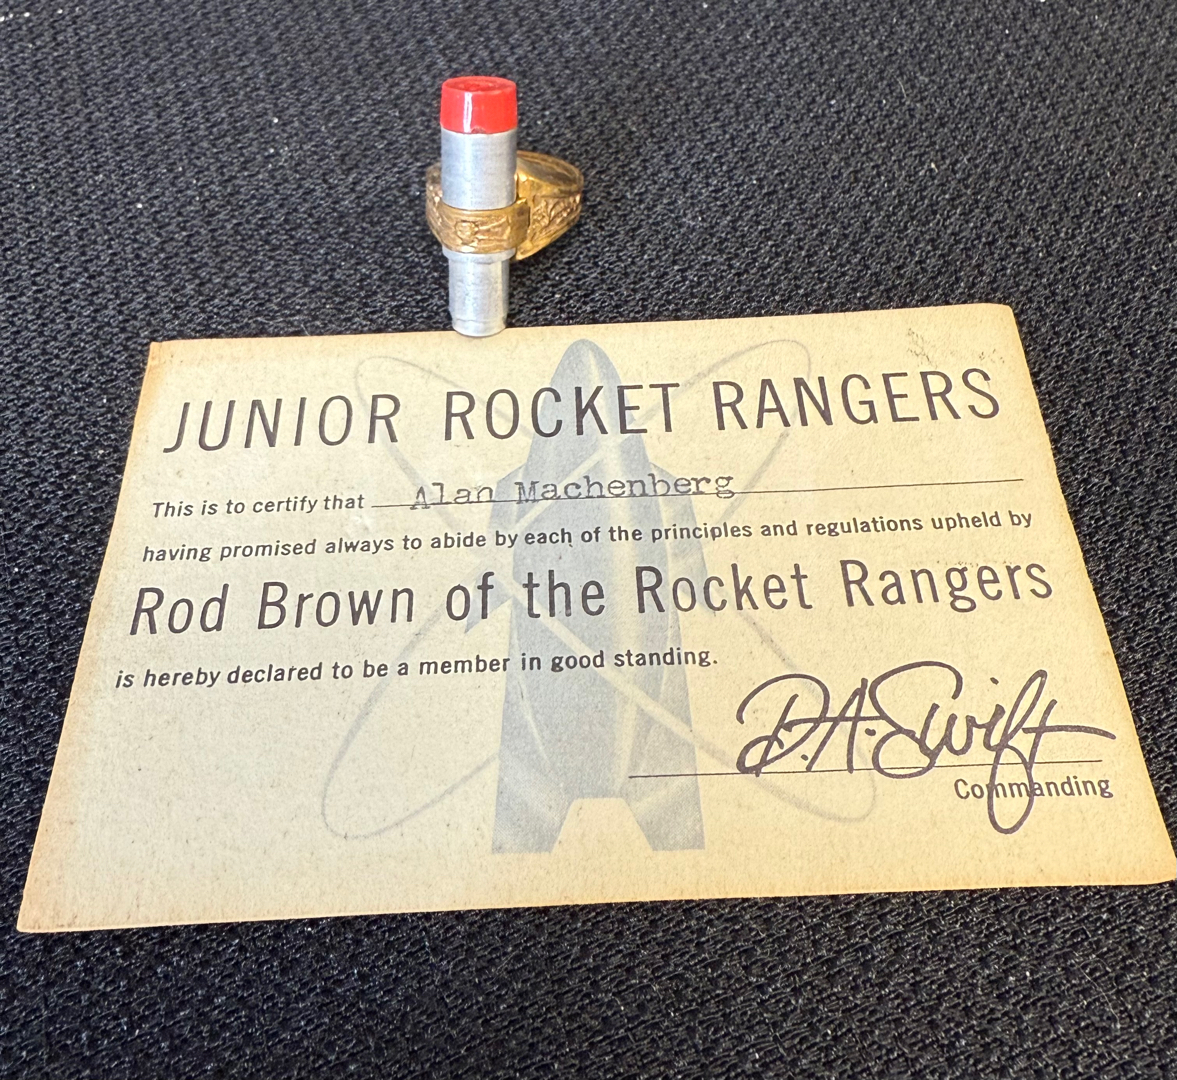 JUNIOR ROCKET RANGERS
This is to certify that Alan Machenberg
having promised always to abide by each of the principles and regulations upheld by
Rod Brown of the Rocket Rangers
is hereby declared to be a member in good standing.
D.A. Swift
Commanding